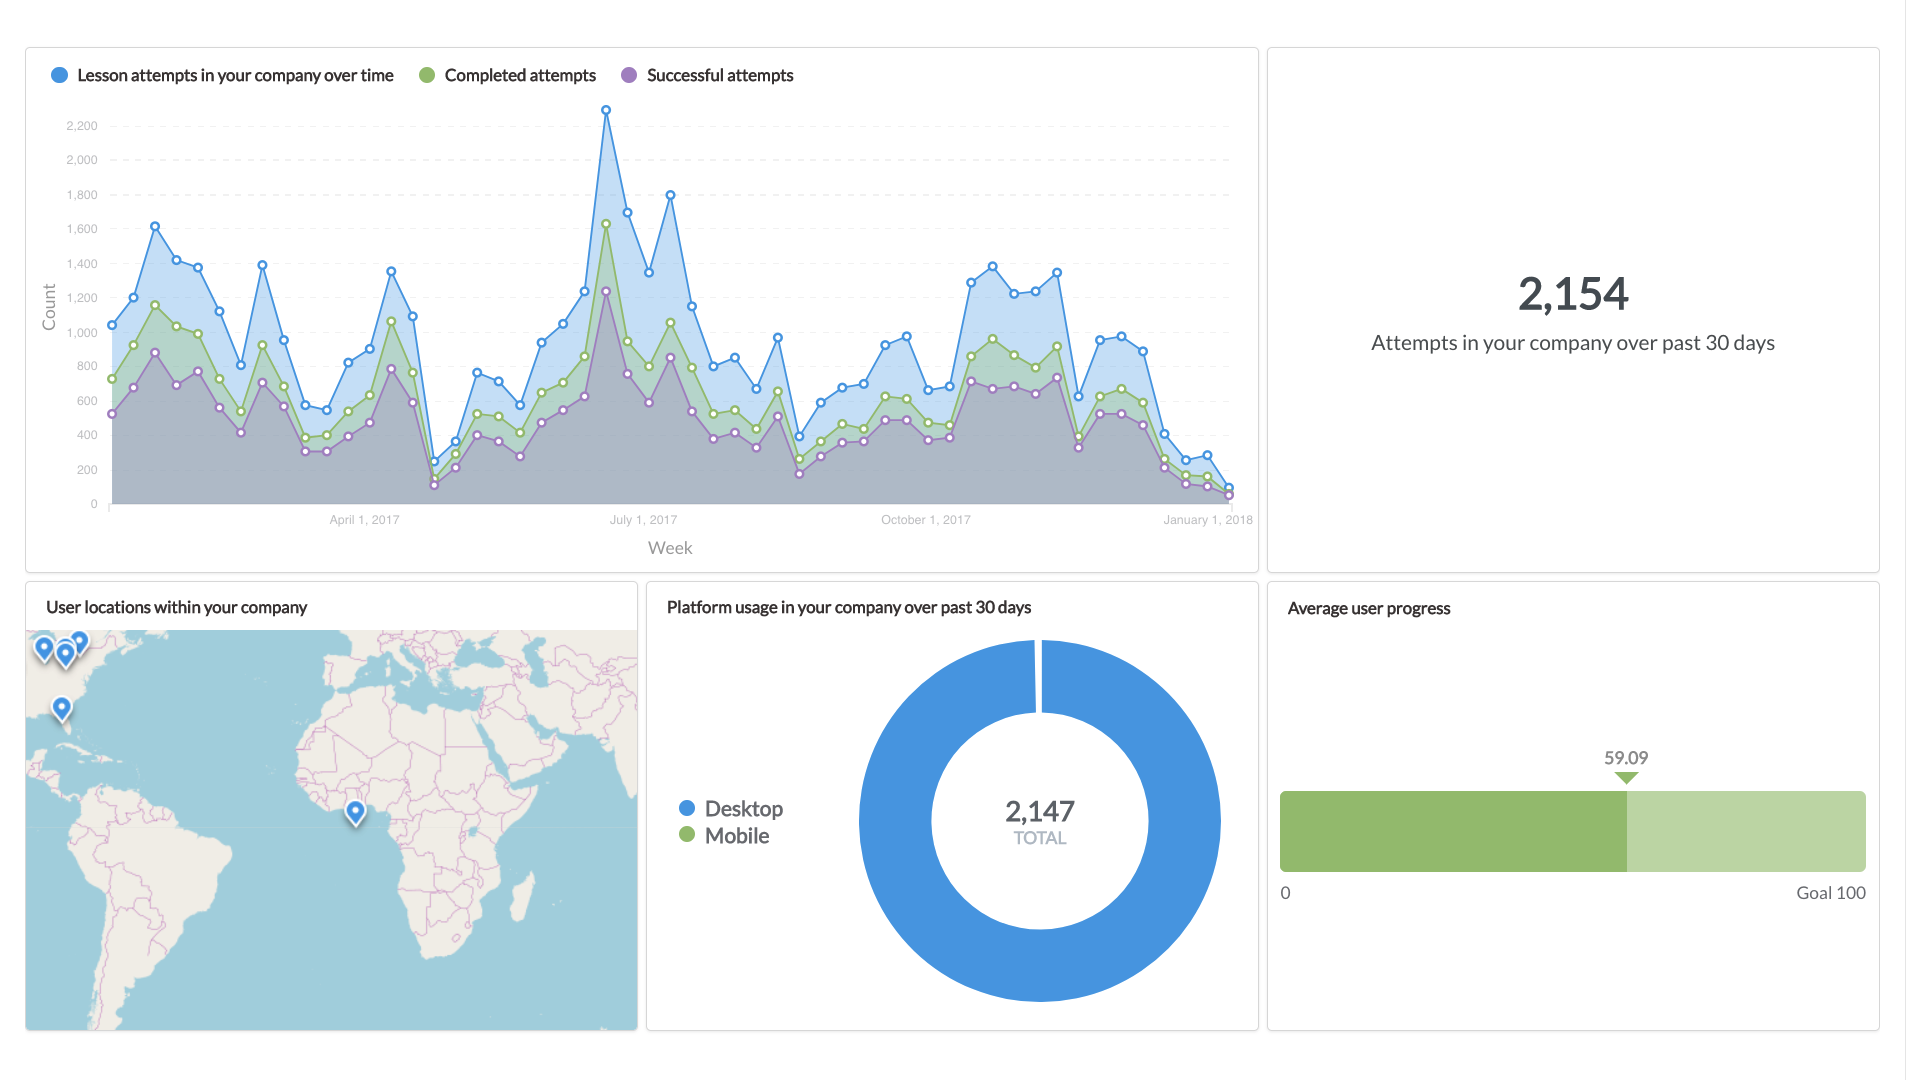 Lesson attempts in your company over time
Completed attempts
Successful attempts
2,200
2,000
1,800
1,600
1,400
1,200
1,000
800
600
400
200
0
Count
April 1, 2017
July 1, 2017
October 1, 2017
January 1, 2018
Week
2,154
Attempts in your company over past 30 days
User locations within your company
Platform usage in your company over past 30 days
Desktop
Mobile
2,147
TOTAL
Average user progress
59.09
0
Goal 100